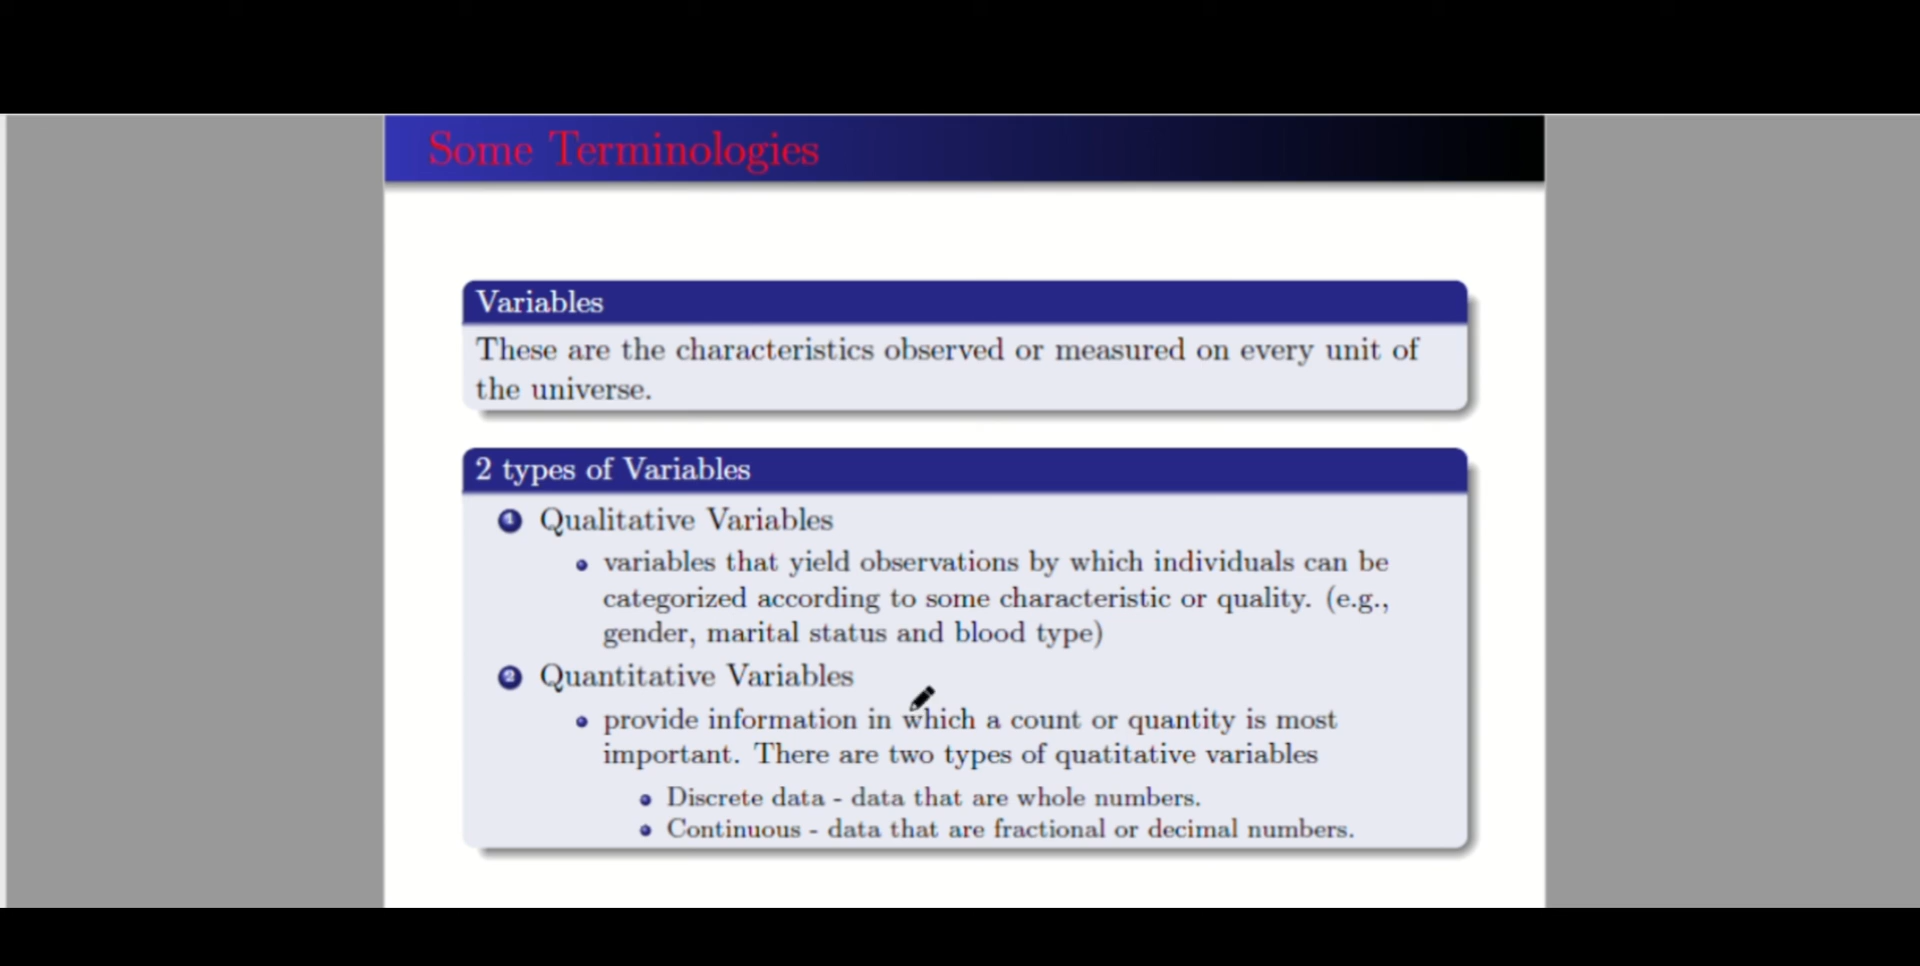 Some Terminologies
Variables
These are the characteristics observed or measured on every unit of
the universe.
2 types of Variables
1 Qualitative Variables
variables that yield observations by which individuals can be
categorized according to some characteristic or quality. (e.g.,
gender, marital status and blood type)
2 Quantitative Variables
provide information in which a count or quantity is most
important. There are two types of quatitative variables
Discrete data - data that are whole numbers.
Continuous - data that are fractional or decimal numbers.